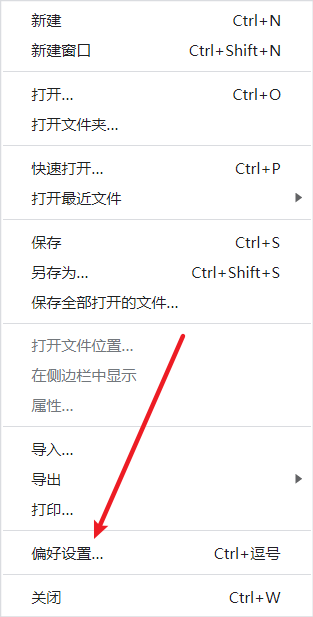 新建 Ctrl+N
新建窗口 Ctrl+Shift+N
打开... Ctrl+O
打开文件夹...
快速打开... Ctrl+P
打开最近文件
保存 Ctrl+S
另存为... Ctrl+Shift+S
保存全部打开的文件...
打开文件位置...
在侧边栏中显示
属性...
导入...
导出
打印...
偏好设置... Ctrl+逗号
关闭 Ctrl+W